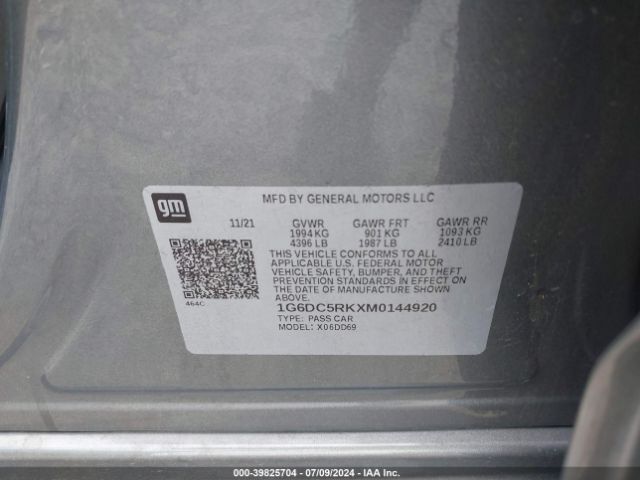 gm
MFD BY GENERAL MOTORS LLC
11/21 GVWR GAWR FRT GAWR RR
1994 KG 901 KG 1093 KG
4396 LB 1987 LB 2410 LB
THIS VEHICLE CONFORMS TO ALL
APPLICABLE U.S. FEDERAL MOTOR
VEHICLE SAFETY, BUMPER, AND THEFT
PREVENTION STANDARDS IN EFFECT ON
THE DATE OF MANUFACTURE SHOWN
ABOVE.
464C
1G6DC5RKXM0144920
TYPE: PASS CAR
MODEL: X06DD69
000-39825704 / 07/09/2024 - IAA Inc.